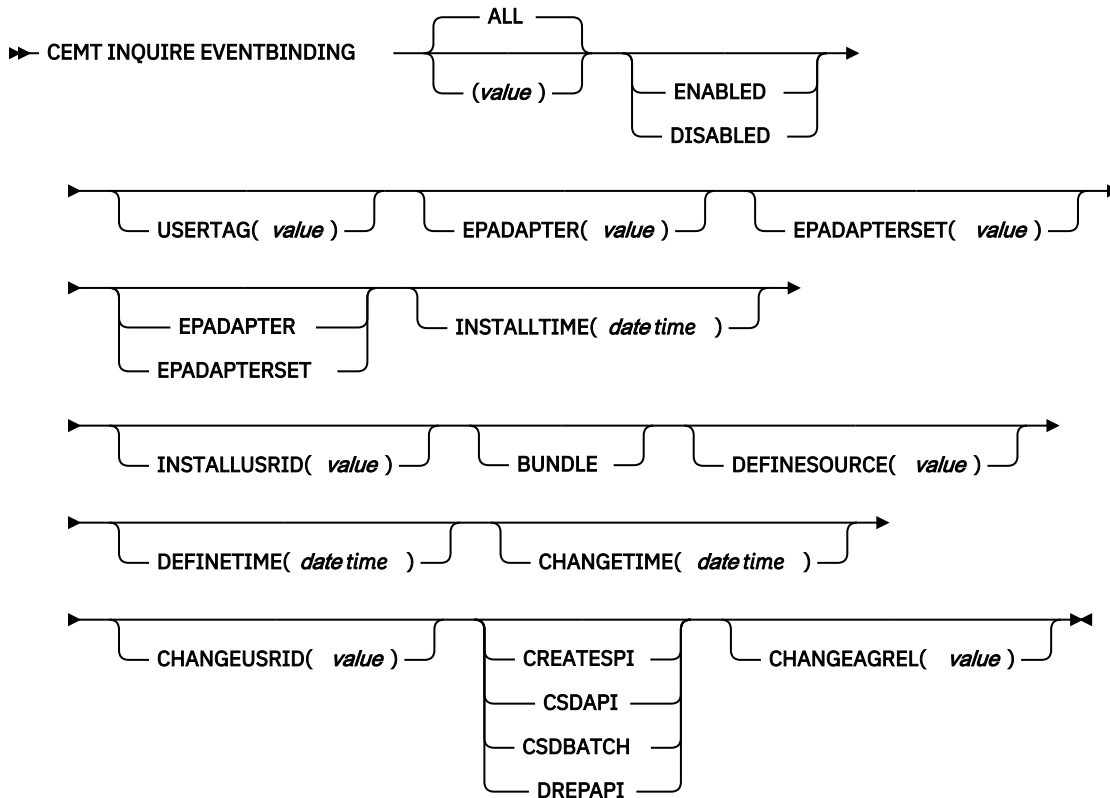 ALL
CEMT INQUIRE EVENTBINDING
(value)
ENABLED
DISABLED
USERTAG( value ) EPADAPTER( value ) EPADAPTERSET( value )
EPADAPTER INSTALLTIME( date time )
EPADAPTERSET
INSTALLUSRID( value ) BUNDLE DEFINESOURCE( value )
DEFINETIME( date time ) CHANGETIME( date time )
CHANGEUSRID( value ) CREATESPI CHANGEAGREL( value )
CSDAPI
CSDBATCH
DREPAPI